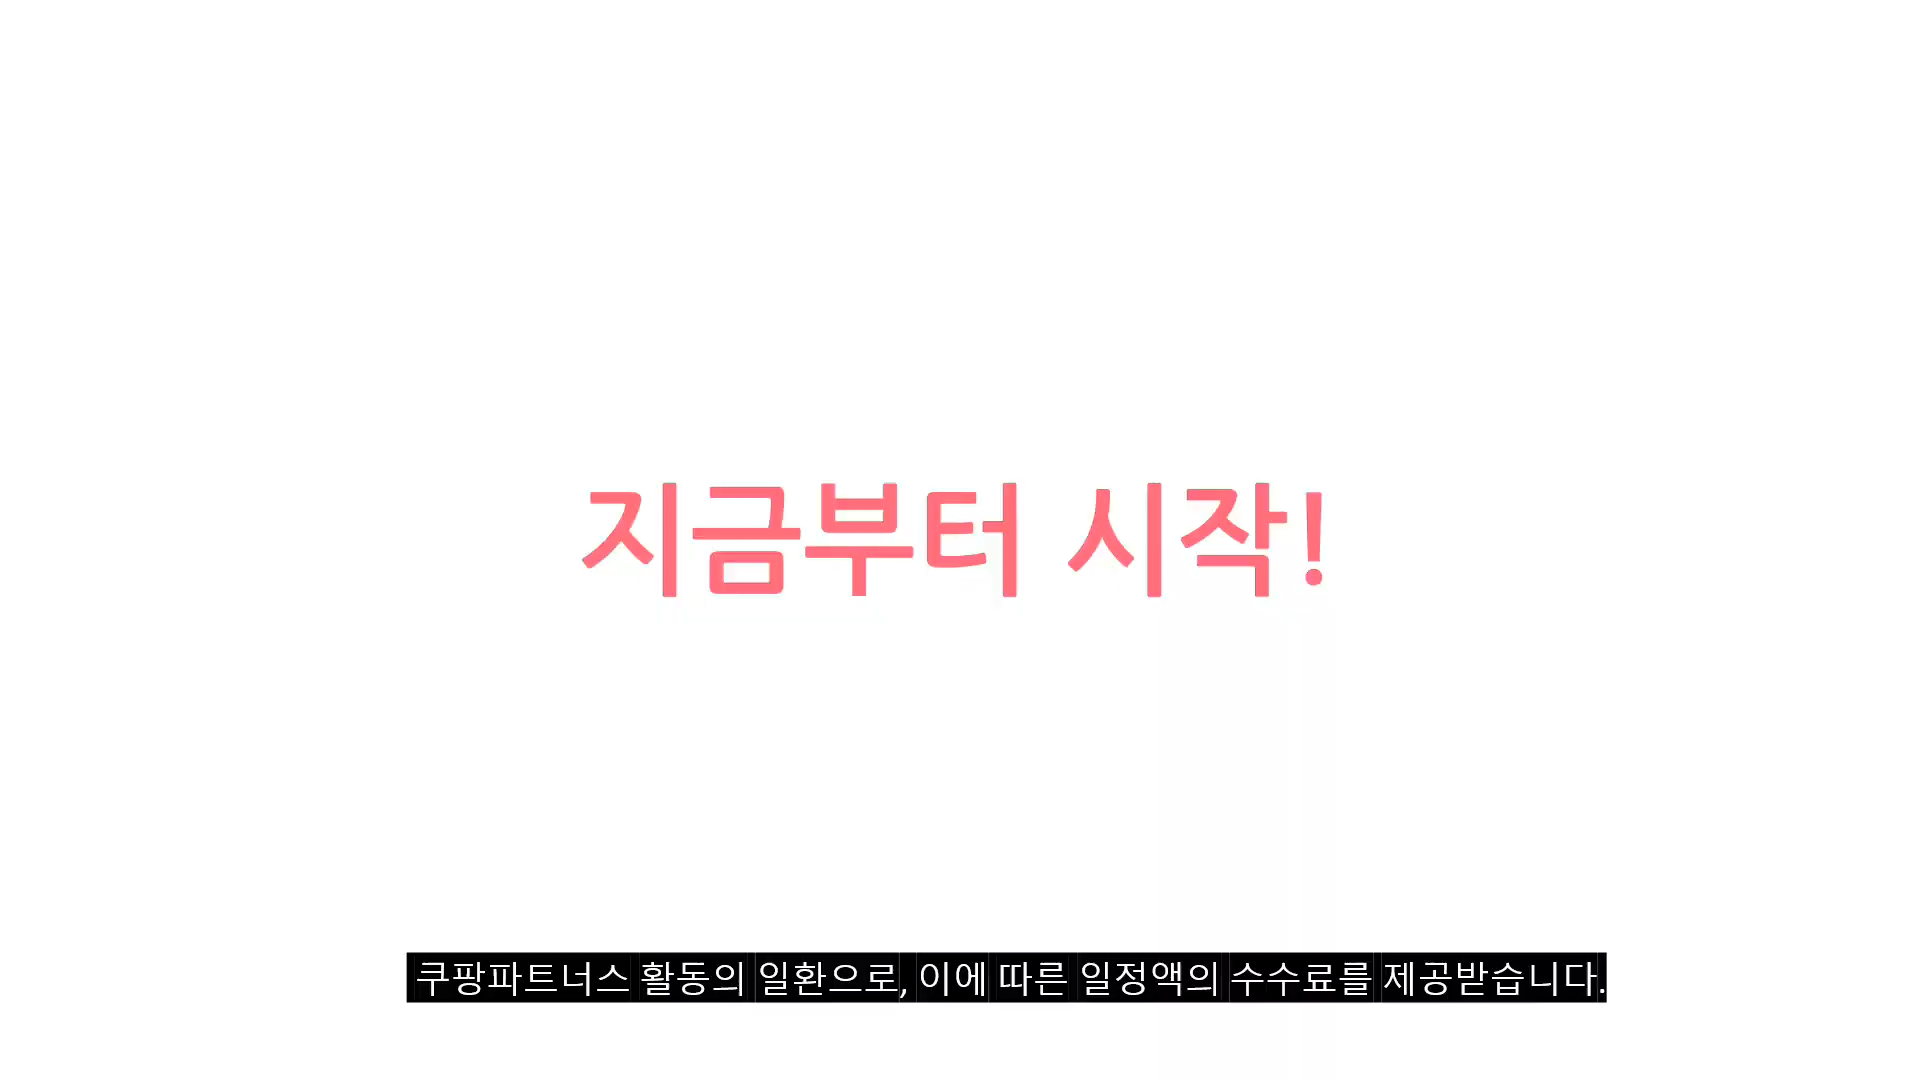 지금부터 시작!
쿠팡파트너스 활동의 일환으로, 이에 따른 일정액의 수수료를 제공받습니다.